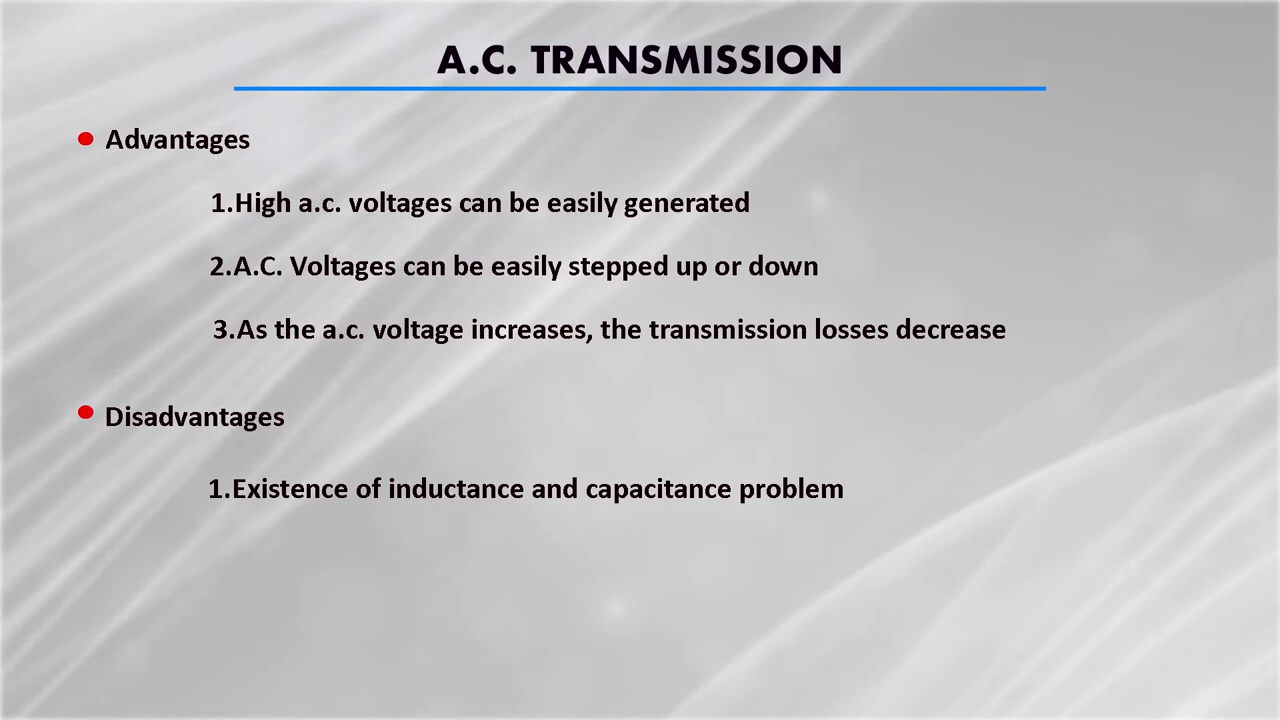 A.C. TRANSMISSION
Advantages
1.High a.c. voltages can be easily generated
2.A.C. Voltages can be easily stepped up or down
3.As the a.c. voltage increases, the transmission losses decrease
Disadvantages
1.Existence of inductance and capacitance problem